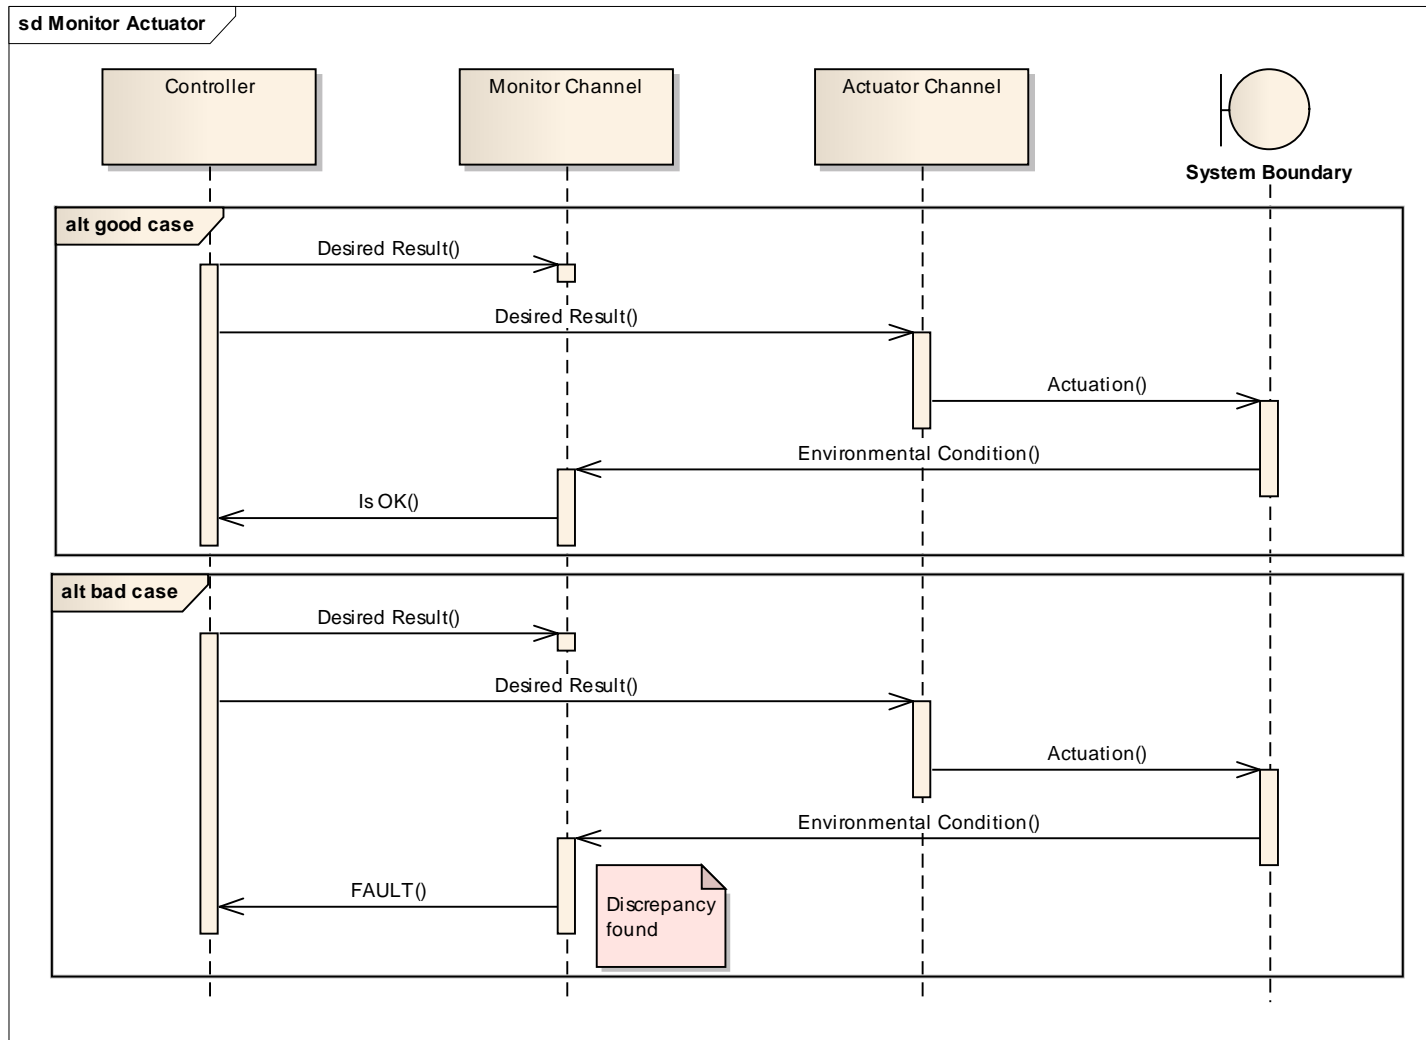 sd Monitor Actuator
Controller
Monitor Channel
Actuator Channel
System Boundary
alt good case
Desired Result()
Desired Result()
Actuation()
Environmental Condition()
Is OK()
alt bad case
Desired Result()
Desired Result()
Actuation()
Environmental Condition()
FAULT()
Discrepancy
found